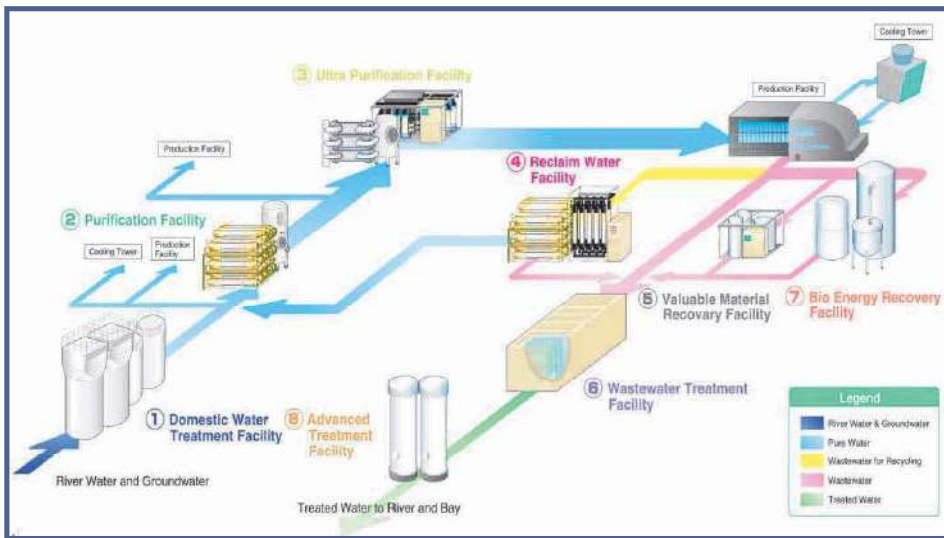 Cooling Tower
③ Ultra Purification Facility
Production Facility
Production Facility
④ Reclaim Water
Facility
② Purification Facility
Cooling Tower
Production
Facility
⑤ Valuable Material
Recovary Facility
⑦ Bio Energy Recovery
Facility
⑥ Wastewater Treatment
Facility
① Domestic Water
Treatment Facility
⑧ Advanced
Treatment
Facility
River Water and Groundwater
Treated Water to River and Bay
Legend
River Water & Groundwater
Pure Water
Wastewater for Recycling
Wastewater
Treated Water